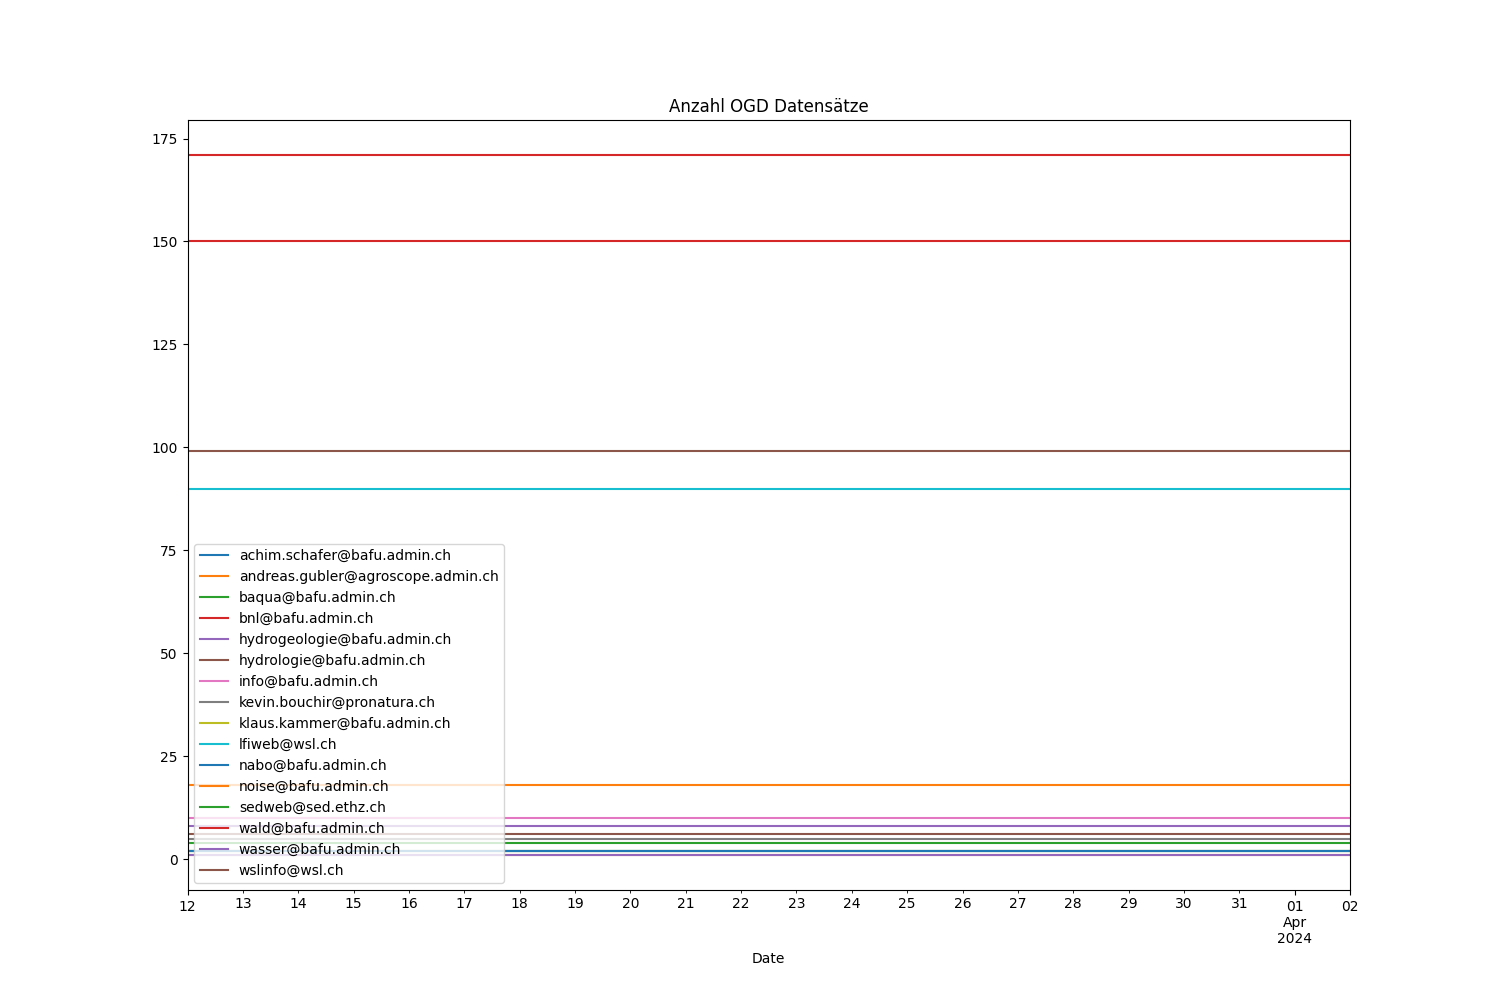 Anzahl OGD Datensätze
175
150
125
100
75
50
25
0
achim.schafer@bafu.admin.ch
andreas.gubler@agroscope.admin.ch
baqua@bafu.admin.ch
bnl@bafu.admin.ch
hydrogeologie@bafu.admin.ch
hydrologie@bafu.admin.ch
info@bafu.admin.ch
kevin.bouchir@pronatura.ch
klaus.kammer@bafu.admin.ch
lfiweb@wsl.ch
nabo@bafu.admin.ch
noise@bafu.admin.ch
sedweb@sed.ethz.ch
wald@bafu.admin.ch
wasser@bafu.admin.ch
wslinfo@wsl.ch
12 13 14 15 16 17 18 19 20 21 22 23 24 25 26 27 28 29 30 31 01 02
Apr
2024
Date